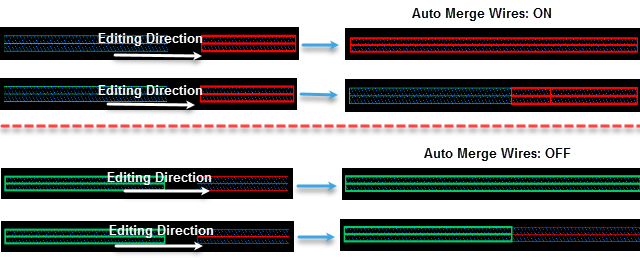 Auto Merge Wires: ON
Editing Direction
Editing Direction
Auto Merge Wires: OFF
Editing Direction
Editing Direction